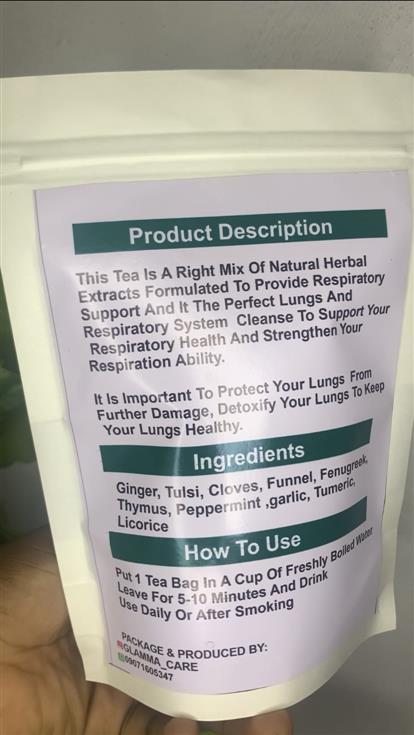 Product Description
This Tea Is A Right Mix Of Natural Herbal
Extracts Formulated To Provide Respiratory
Support And It The Perfect Lungs And
Respiratory System Cleanse To Support Your
Respiratory Health And Strengthen Your
Respiration Ability.
It Is Important To Protect Your Lungs From
Further Damage, Detoxify Your Lungs To Keep
Your Lungs Healthy.
Ingredients
Ginger, Tulsi, Cloves, Funnel, Fenugreek,
Thymus, Peppermint ,garlic, Tumeric,
Licorice
How To Use
Put 1 Tea Bag In A Cup Of Freshly Boiled Water
Leave For 5-10 Minutes And Drink
Use Daily Or After Smoking
PACKAGE & PRODUCED BY:
GLAMMA_CARE
09071605347